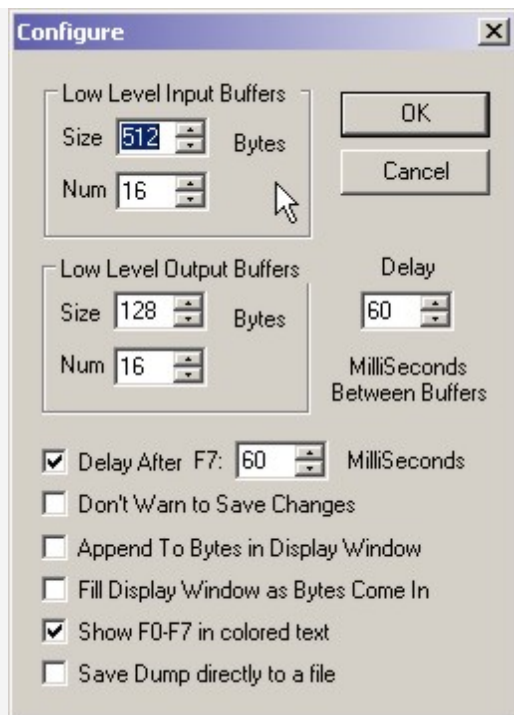 Configure
Low Level Input Buffers
Size 512 Bytes
Num 16
OK
Cancel
Low Level Output Buffers
Size 128 Bytes
Num 16
Delay
60
MilliSeconds
Between Buffers
Delay After F7: 60 MilliSeconds
Don't Warn to Save Changes
Append To Bytes in Display Window
Fill Display Window as Bytes Come In
Show F0-F7 in colored text
Save Dump directly to a file